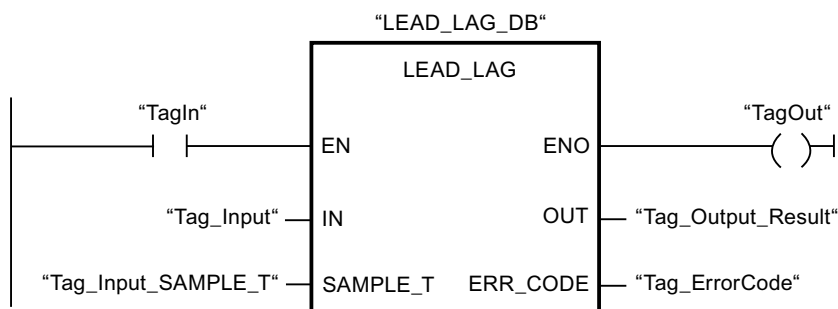 “LEAD_LAG_DB“
LEAD_LAG
“TagIn“
“TagOut“
EN
ENO
“Tag_Input“
IN
OUT
“Tag_Output_Result“
“Tag_Input_SAMPLE_T“
SAMPLE_T
ERR_CODE
“Tag_ErrorCode“